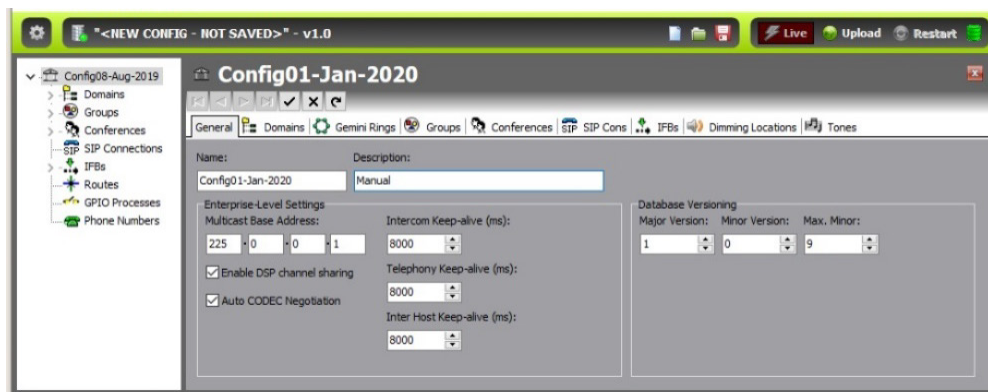 "<NEW CONFIG - NOT SAVED>" - v1.0
Live Upload Restart
Config08-Aug-2019
Domains
Groups
Conferences
SIP SIP Connections
IFBs
Routes
GPIO Processes
Phone Numbers
Config01-Jan-2020
General Domains Gemini Rings Groups Conferences SIP SIP Cons IFBs Dimming Locations Tones
Name: Description:
Config01-Jan-2020 Manual
Enterprise-Level Settings
Multicast Base Address: Intercom Keep-alive (ms):
225 . 0 . 0 . 1 8000
Enable DSP channel sharing
Telephony Keep-alive (ms):
8000
Auto CODEC Negotiation
Inter Host Keep-alive (ms):
8000
Database Versioning
Major Version: Minor Version: Max. Minor:
1 0 9